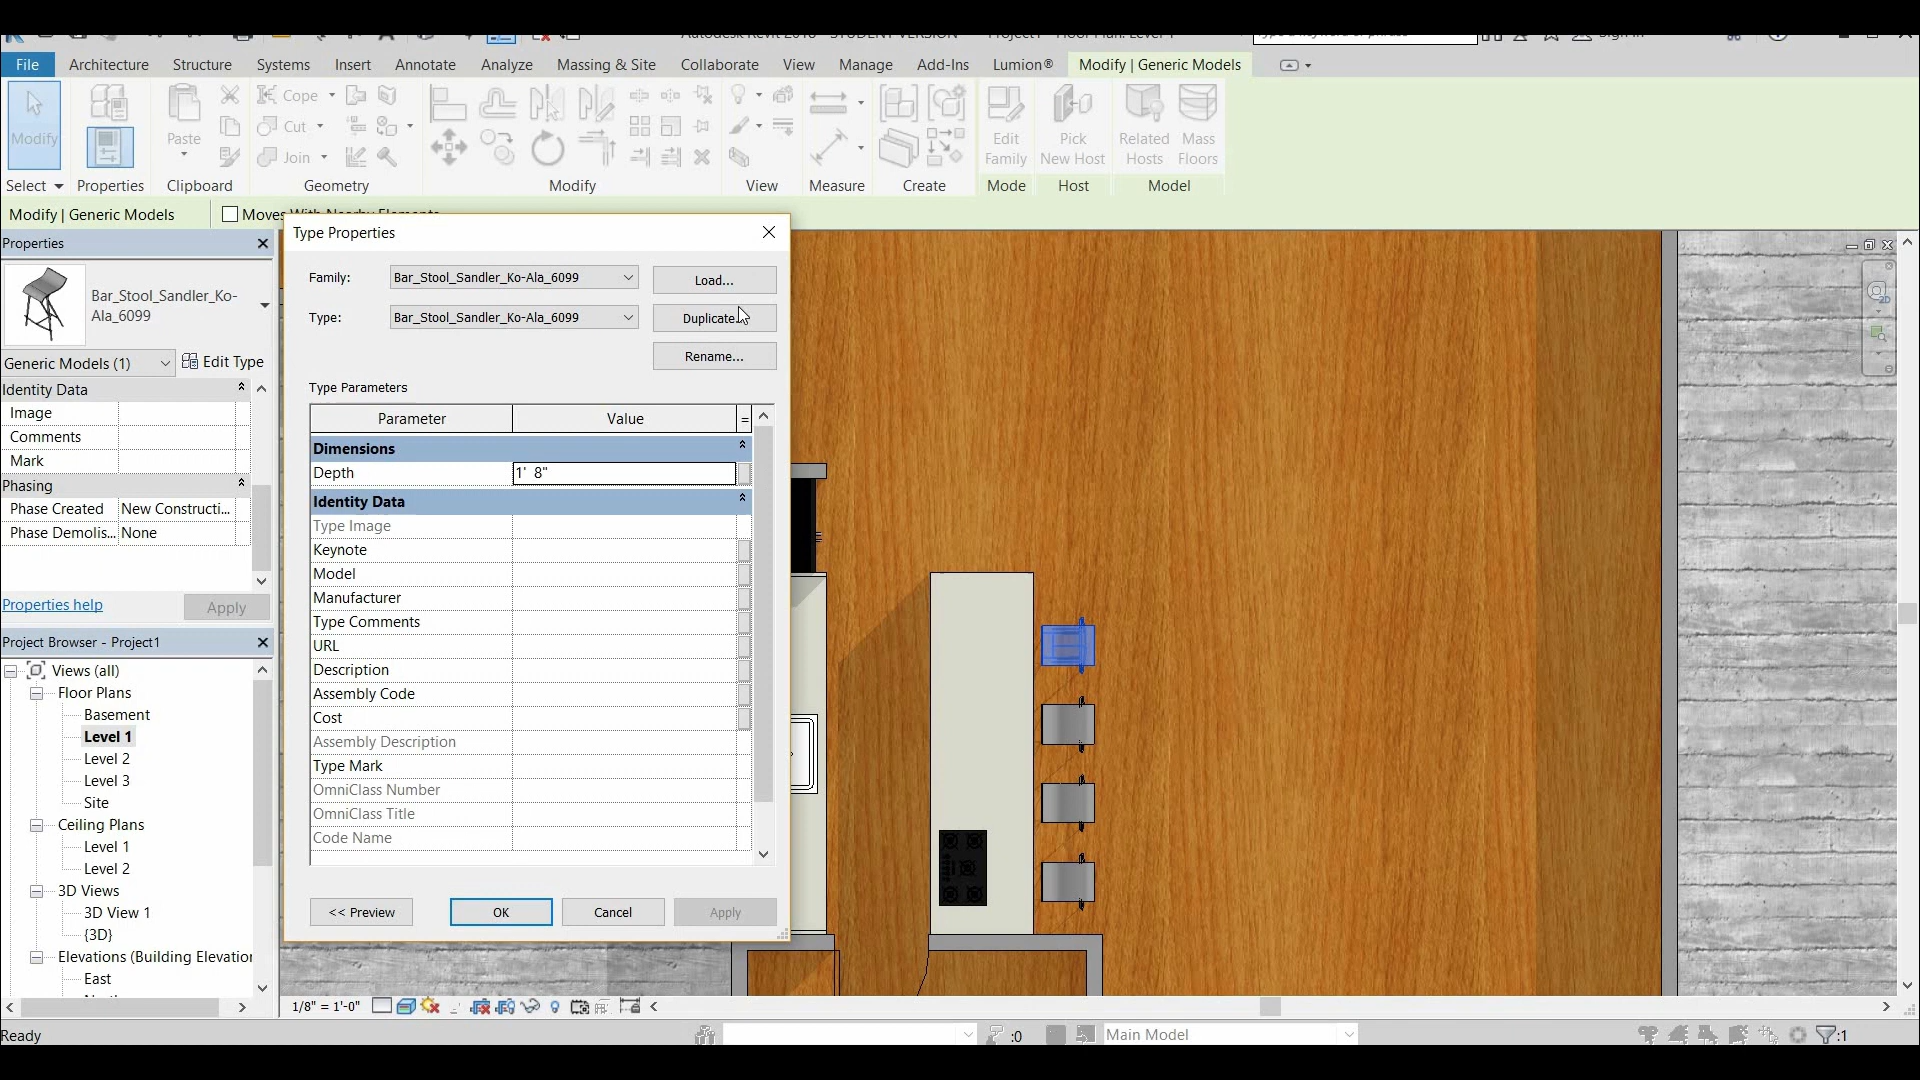 File Architecture Structure Systems Insert Annotate Analyze Massing & Site Collaborate View Manage Add-Ins Lumion® Modify | Generic Models
Modify
Paste
Cope
Cut
Join
Edit Family
Pick New Host
Related Hosts
Mass Floors
Select Properties Clipboard Geometry Modify View Measure Create Mode Host Model
Modify | Generic Models
Moves With Nearby Elements
Properties
Bar_Stool_Sandler_Ko-
Ala_6099
Generic Models (1) Edit Type
Identity Data
Image
Comments
Mark
Phasing
Phase Created New Constructi...
Phase Demolis... None
Properties help Apply
Project Browser - Project1
Views (all)
Floor Plans
Basement
Level 1
Level 2
Level 3
Site
Ceiling Plans
Level 1
Level 2
3D Views
3D View 1
{3D}
Elevations (Building Elevation
East
Type Properties
Family: Bar_Stool_Sandler_Ko-Ala_6099 Load...
Type: Bar_Stool_Sandler_Ko-Ala_6099 Duplicate...
Rename...
Type Parameters
Parameter Value =
Dimensions
Depth 1' 8"
Identity Data
Type Image
Keynote
Model
Manufacturer
Type Comments
URL
Description
Assembly Code
Cost
Assembly Description
Type Mark
OmniClass Number
OmniClass Title
Code Name
<< Preview OK Cancel Apply
1/8" = 1'-0"
Ready
:0
Main Model
:1